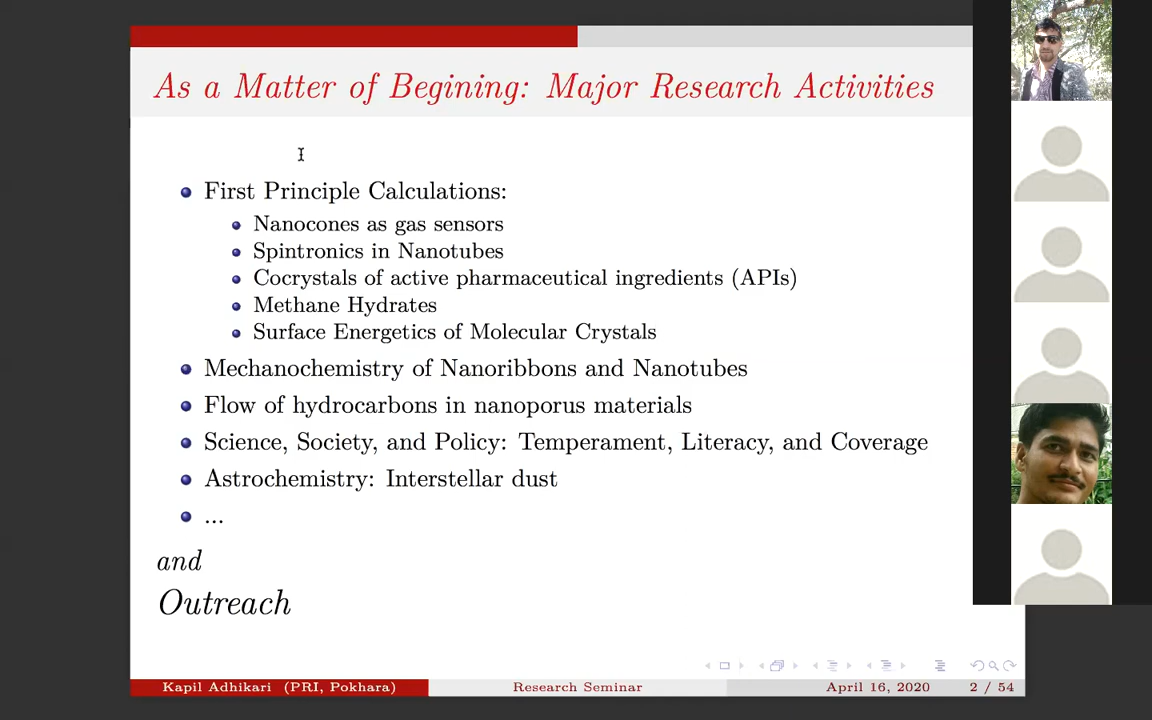 As a Matter of Begining: Major Research Activities
First Principle Calculations:
Nanocones as gas sensors
Spintronics in Nanotubes
Cocrystals of active pharmaceutical ingredients (APIs)
Methane Hydrates
Surface Energetics of Molecular Crystals
Mechanochemistry of Nanoribbons and Nanotubes
Flow of hydrocarbons in nanoporus materials
Science, Society, and Policy: Temperament, Literacy, and Coverage
Astrochemistry: Interstellar dust
...
and
Outreach
Kapil Adhikari (PRI, Pokhara) Research Seminar April 16, 2020 2 / 54